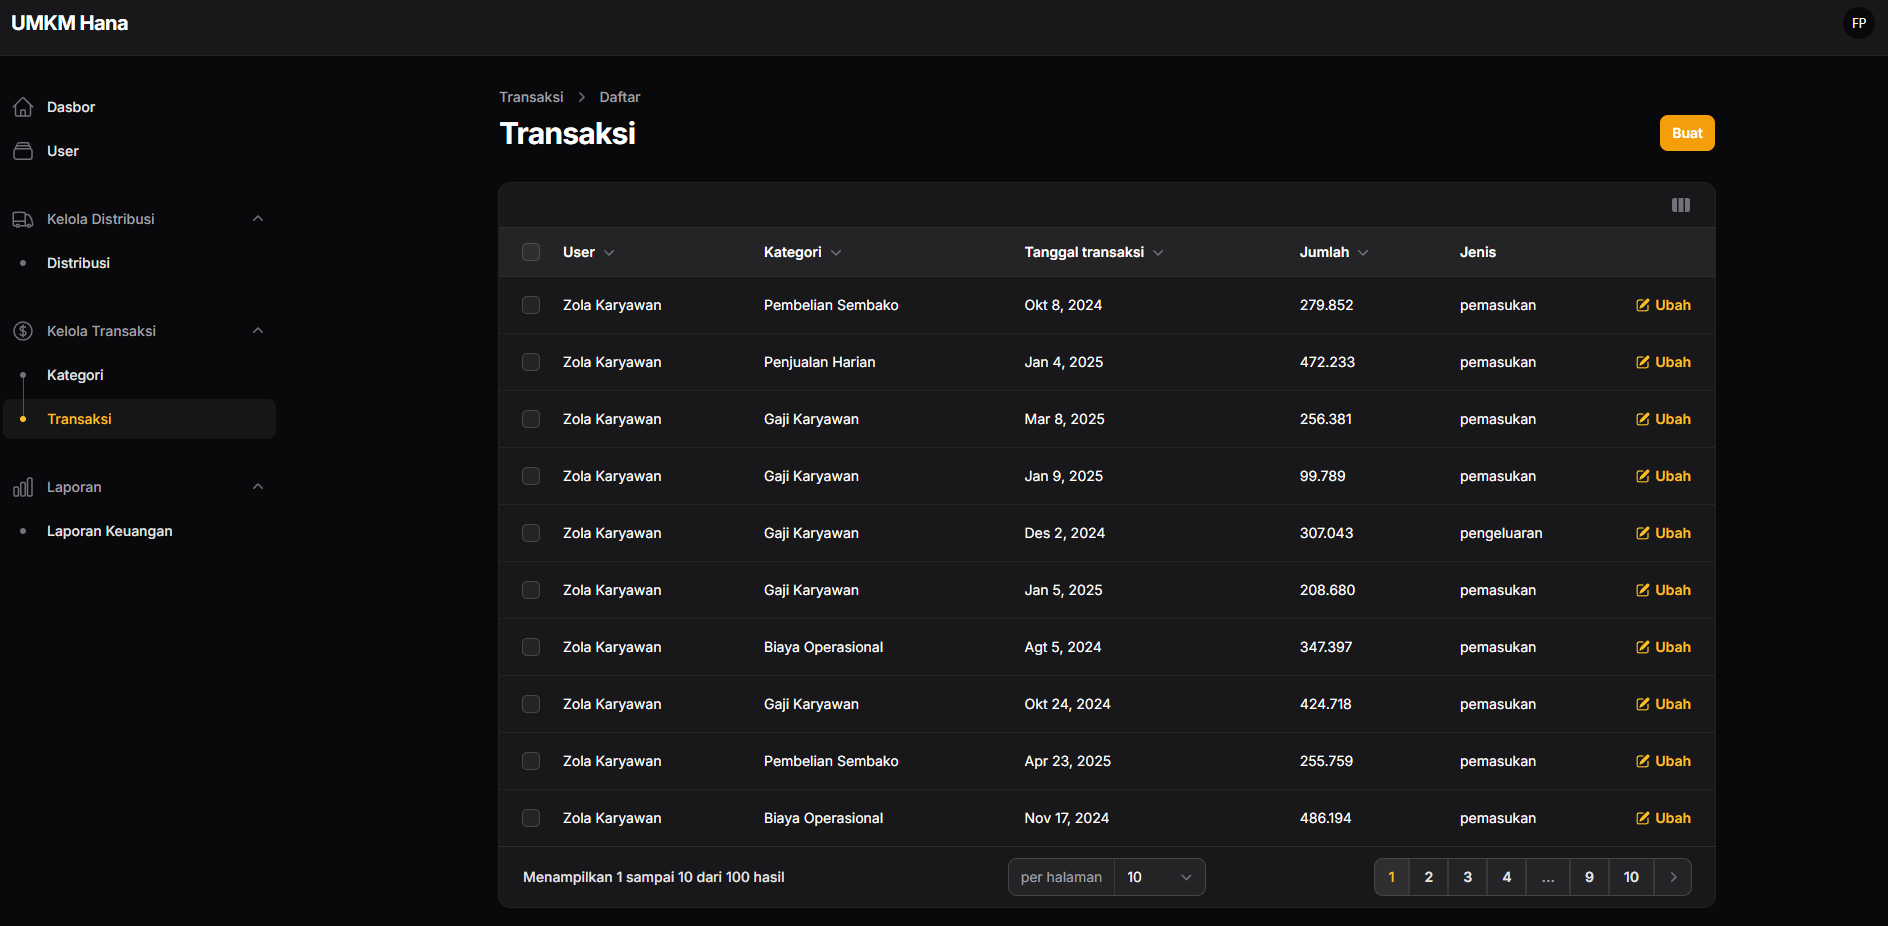 UMKM Hana
FP
Dasbor
User
Kelola Distribusi
Distribusi
Kelola Transaksi
Kategori
Transaksi
Laporan
Laporan Keuangan
Transaksi > Daftar
Transaksi
Buat
User Kategori Tanggal transaksi Jumlah Jenis
Zola Karyawan Pembelian Sembako Okt 8, 2024 279.852 pemasukan Ubah
Zola Karyawan Penjualan Harian Jan 4, 2025 472.233 pemasukan Ubah
Zola Karyawan Gaji Karyawan Mar 8, 2025 256.381 pemasukan Ubah
Zola Karyawan Gaji Karyawan Jan 9, 2025 99.789 pemasukan Ubah
Zola Karyawan Gaji Karyawan Des 2, 2024 307.043 pengeluaran Ubah
Zola Karyawan Gaji Karyawan Jan 5, 2025 208.680 pemasukan Ubah
Zola Karyawan Biaya Operasional Agt 5, 2024 347.397 pemasukan Ubah
Zola Karyawan Gaji Karyawan Okt 24, 2024 424.718 pemasukan Ubah
Zola Karyawan Pembelian Sembako Apr 23, 2025 255.759 pemasukan Ubah
Zola Karyawan Biaya Operasional Nov 17, 2024 486.194 pemasukan Ubah
Menampilkan 1 sampai 10 dari 100 hasil per halaman 10 1 2 3 4 ... 9 10